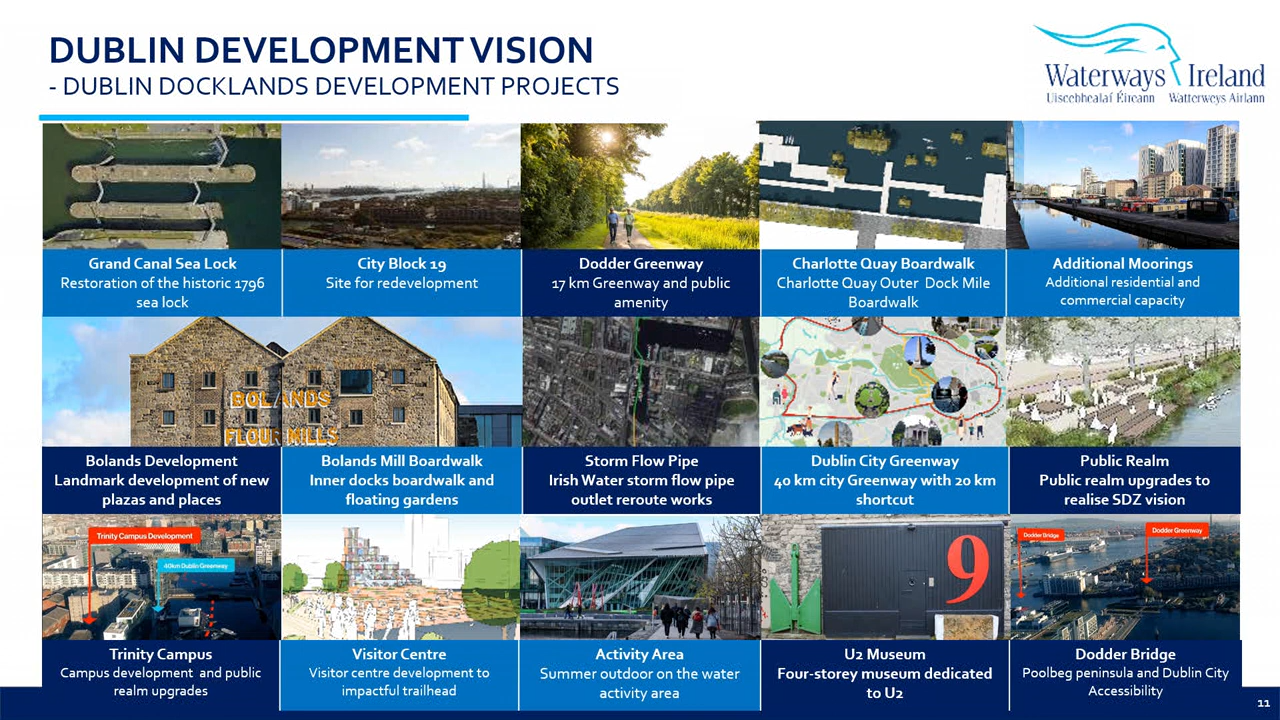 DUBLIN DEVELOPMENT VISION
- DUBLIN DOCKLANDS DEVELOPMENT PROJECTS
Waterways Ireland
Uiscebhealaí Éireann Watterweys Airlann
Grand Canal Sea Lock
Restoration of the historic 1796
sea lock
City Block 19
Site for redevelopment
Dodder Greenway
17 km Greenway and public
amenity
Charlotte Quay Boardwalk
Charlotte Quay Outer Dock Mile
Boardwalk
Additional Moorings
Additional residential and
commercial capacity
BOLANDS
FLOUR MILLS
Bolands Development
Landmark development of new
plazas and places
Bolands Mill Boardwalk
Inner docks boardwalk and
floating gardens
Storm Flow Pipe
Irish Water storm flow pipe
outlet reroute works
Dublin City Greenway
40 km city Greenway with 20 km
shortcut
Public Realm
Public realm upgrades to
realise SDZ vision
Trinity Campus Development
40km Dublin Greenway
9
Dodder Bridge
Dodder Greenway
Trinity Campus
Campus development and public
realm upgrades
Visitor Centre
Visitor centre development to
impactful trailhead
Activity Area
Summer outdoor on the water
activity area
U2 Museum
Four-storey museum dedicated
to U2
Dodder Bridge
Poolbeg peninsula and Dublin City
Accessibility
11